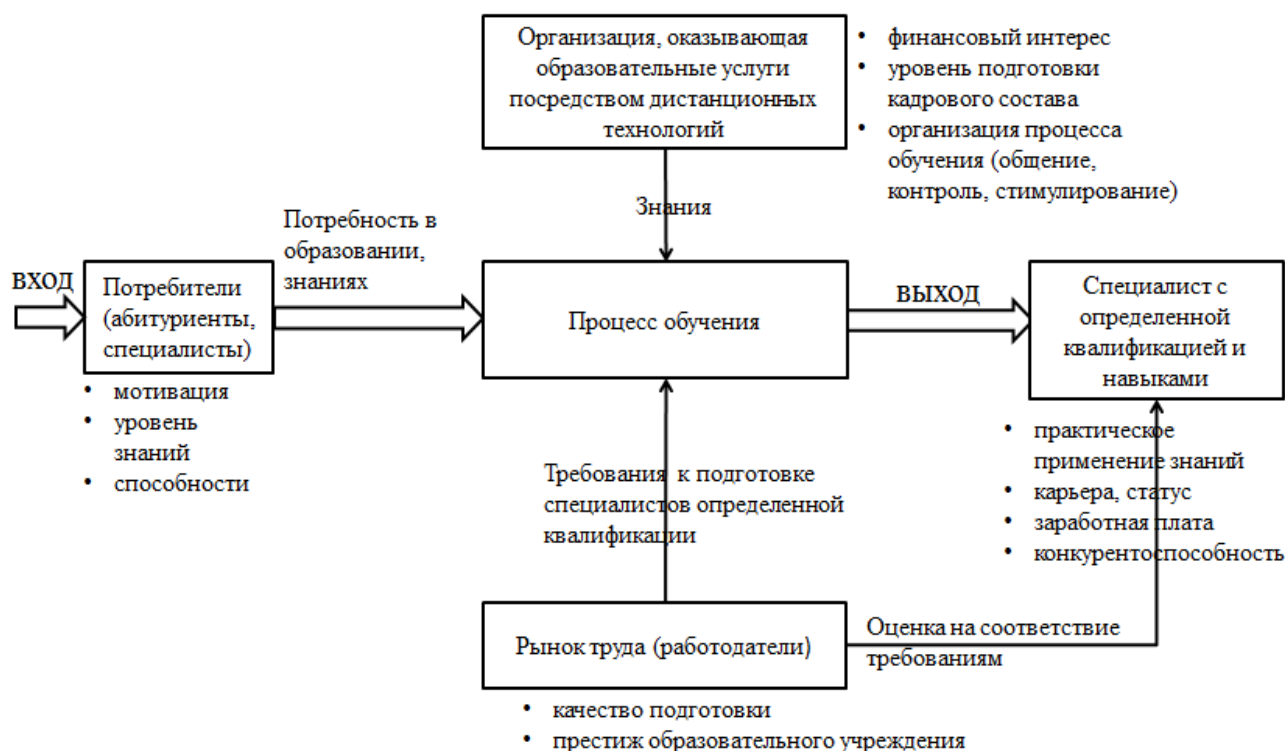 Организация, оказывающая
образовательные услуги
посредством дистанционных
технологий
• финансовый интерес
• уровень подготовки
кадрового состава
• организация процесса
обучения (общение,
контроль, стимулирование)
Знания
Потребность в
образовании,
знаниях
ВХОД
Потребители
(абитуриенты,
специалисты)
• мотивация
• уровень
знаний
• способности
Процесс обучения
ВЫХОД
Специалист с
определенной
квалификацией и
навыками
• практическое
применение знаний
• карьера, статус
• заработная плата
• конкурентоспособность
Требования к подготовке
специалистов определенной
квалификации
Рынок труда (работодатели)
Оценка на соответствие
требованиям
• качество подготовки
• престиж образовательного учреждения